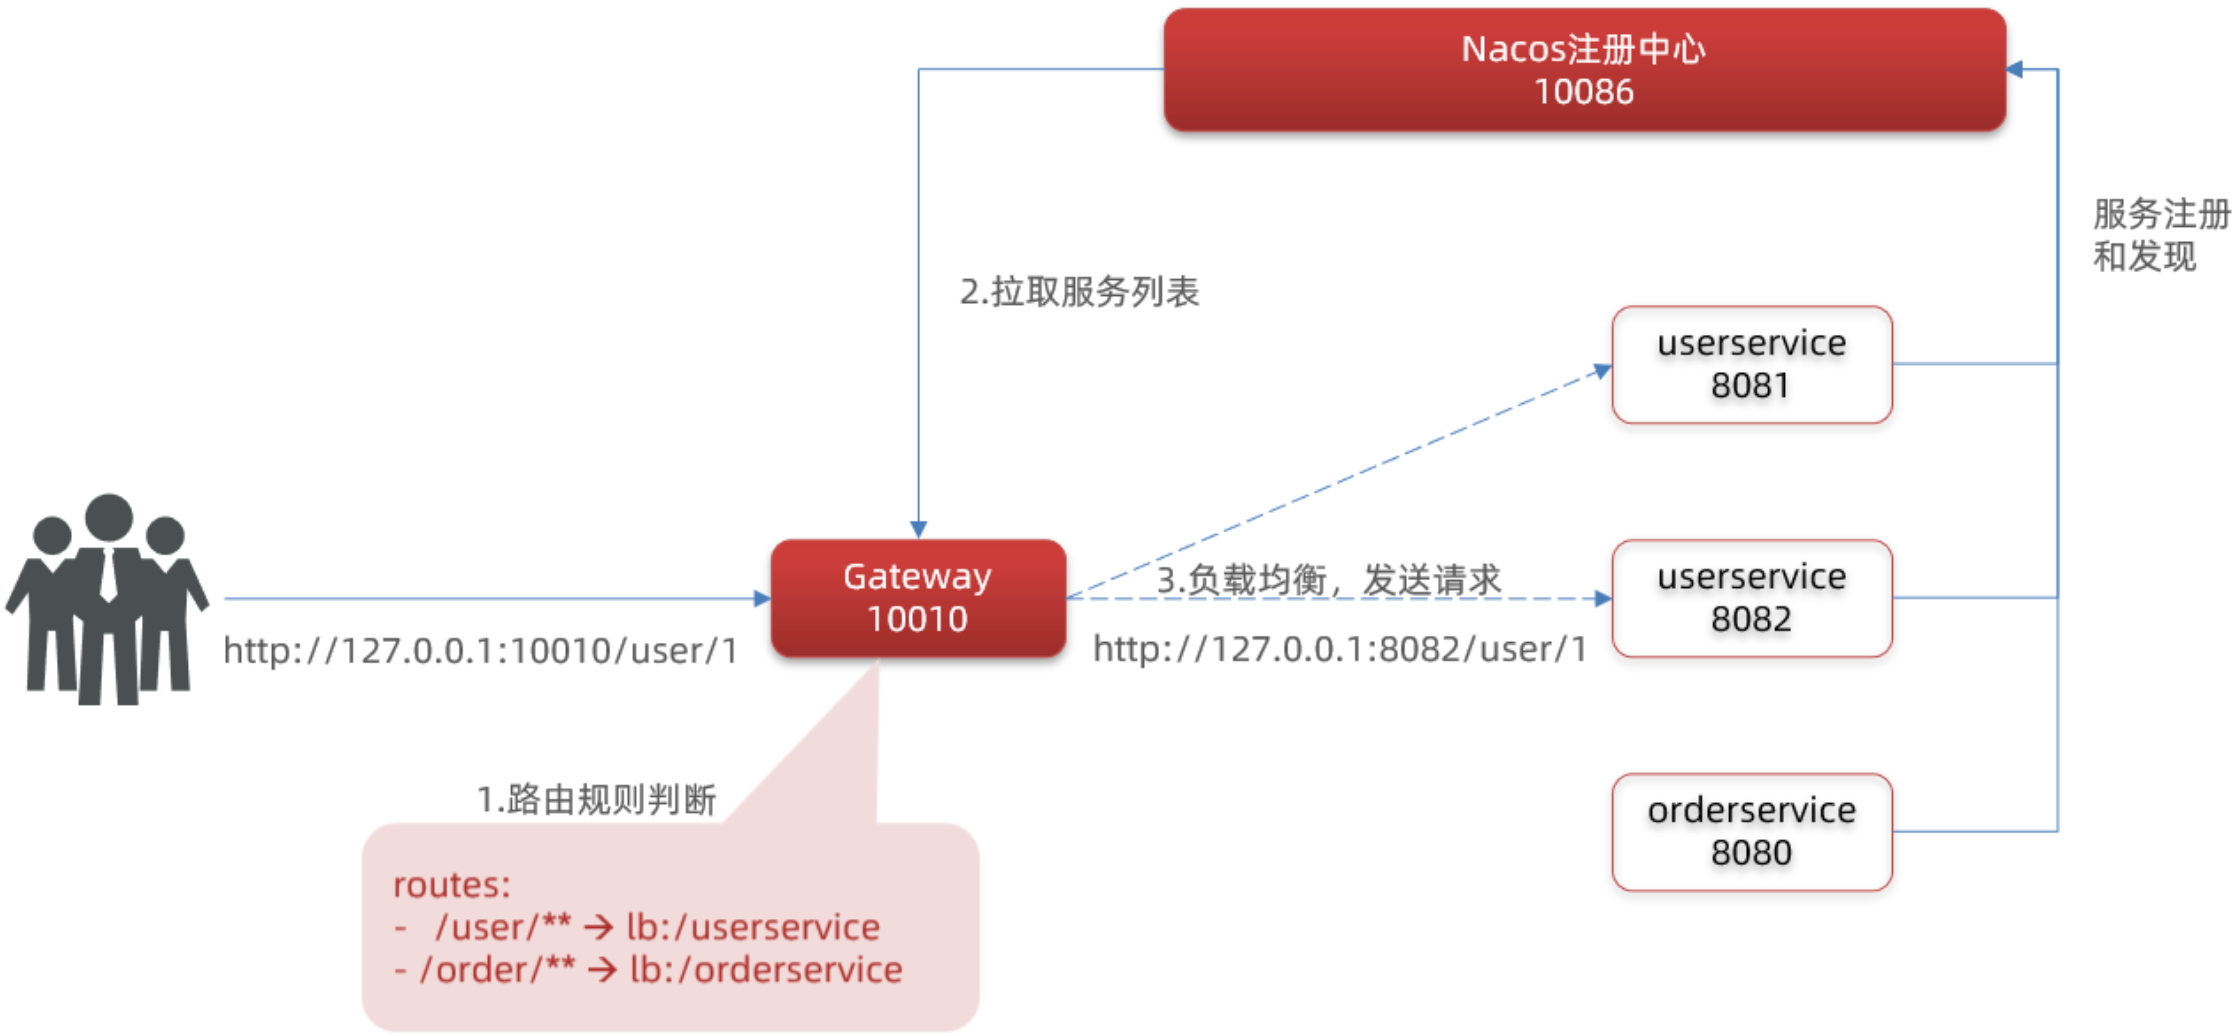 Nacos注册中心
10086
服务注册
和发现
2.拉取服务列表
userservice
8081
Gateway
10010
3.负载均衡，发送请求
userservice
8082
http://127.0.0.1:10010/user/1
http://127.0.0.1:8082/user/1
1.路由规则判断
orderservice
8080
routes:
- /user/** → lb:/userservice
- /order/** → lb:/orderservice